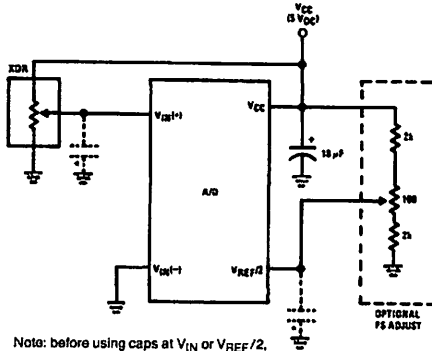 VCC
(5 VDC)
XDR
VIN(+)
VCC
2k
10 µF
A/D
100
2k
VIN(–)
VREF/2
OPTIONAL
FS ADJUST
Note: before using caps at VIN or VREF/2,